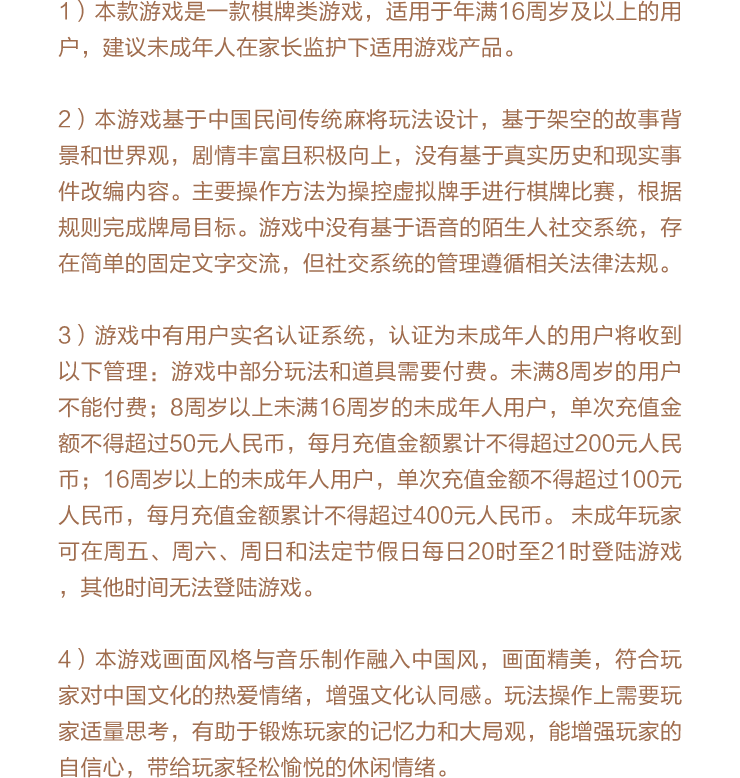 1）本款游戏是一款棋牌类游戏，适用于年满16周岁及以上的用
户，建议未成年人在家长监护下适用游戏产品。
2）本游戏基于中国民间传统麻将玩法设计，基于架空的故事背
景和世界观，剧情丰富且积极向上，没有基于真实历史和现实事
件改编内容。主要操作方法为操控虚拟牌手进行棋牌比赛，根据
规则完成牌局目标。游戏中没有基于语音的陌生人社交系统，存
在简单的固定文字交流，但社交系统的管理遵循相关法律法规。
3）游戏中有用户实名认证系统，认证为未成年人的用户将收到
以下管理：游戏中部分玩法和道具需要付费。未满8周岁的用户
不能付费；8周岁以上未满16周岁的未成年人用户，单次充值金
额不得超过50元人民币，每月充值金额累计不得超过200元人民
币；16周岁以上的未成年人用户，单次充值金额不得超过100元
人民币，每月充值金额累计不得超过400元人民币。 未成年玩家
可在周五、周六、周日和法定节假日每日20时至21时登陆游戏
，其他时间无法登陆游戏。
4）本游戏画面风格与音乐制作融入中国风，画面精美，符合玩
家对中国文化的热爱情绪，增强文化认同感。玩法操作上需要玩
家适量思考，有助于锻炼玩家的记忆力和大局观，能增强玩家的
自信心，带给玩家轻松愉悦的休闲情绪。